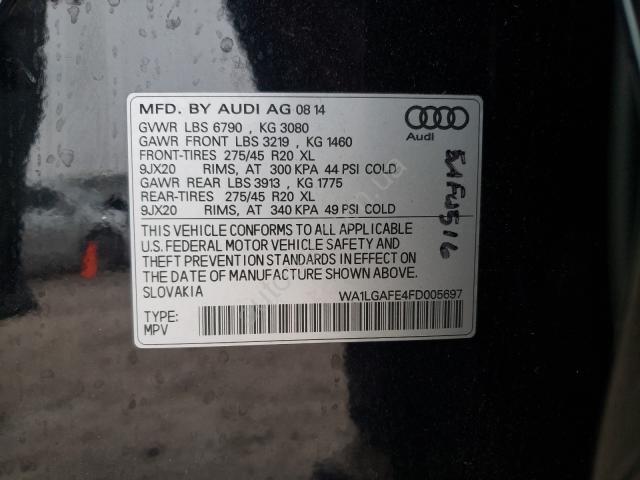 MFD. BY AUDI AG 08 14
GVWR LBS 6790 , KG 3080
GAWR FRONT LBS 3219 , KG 1460
FRONT-TIRES 275/45 R20 XL
9JX20 RIMS, AT 300 KPA 44 PSI COLD
GAWR REAR LBS 3913 , KG 1775
REAR-TIRES 275/45 R20 XL
9JX20 RIMS, AT 340 KPA 49 PSI COLD
Audi
THIS VEHICLE CONFORMS TO ALL APPLICABLE
U.S. FEDERAL MOTOR VEHICLE SAFETY AND
THEFT PREVENTION STANDARDS IN EFFECT ON
THE DATE OF MANUFACTURE SHOWN ABOVE.
SLOVAKIA
WA1LGAFE4FD005697
TYPE:
MPV